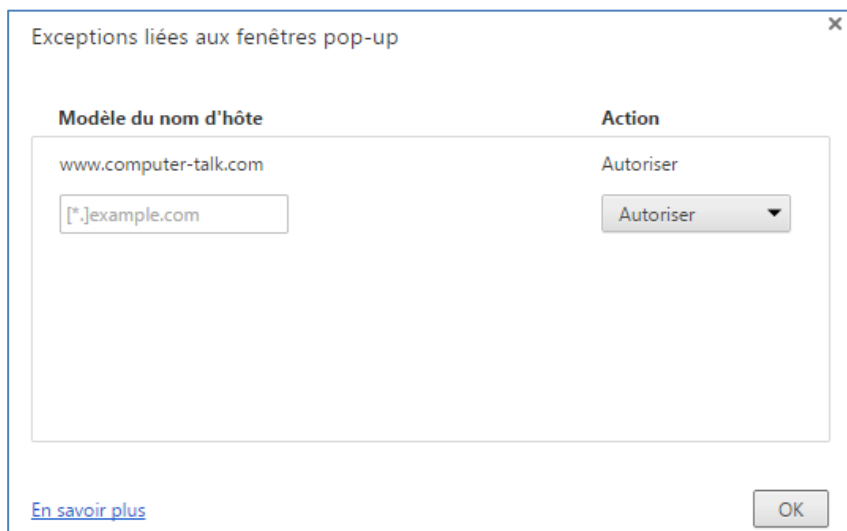 Exceptions liées aux fenêtres pop-up
Modèle du nom d'hôte Action
www.computer-talk.com Autoriser
[*.]example.com Autoriser
En savoir plus OK